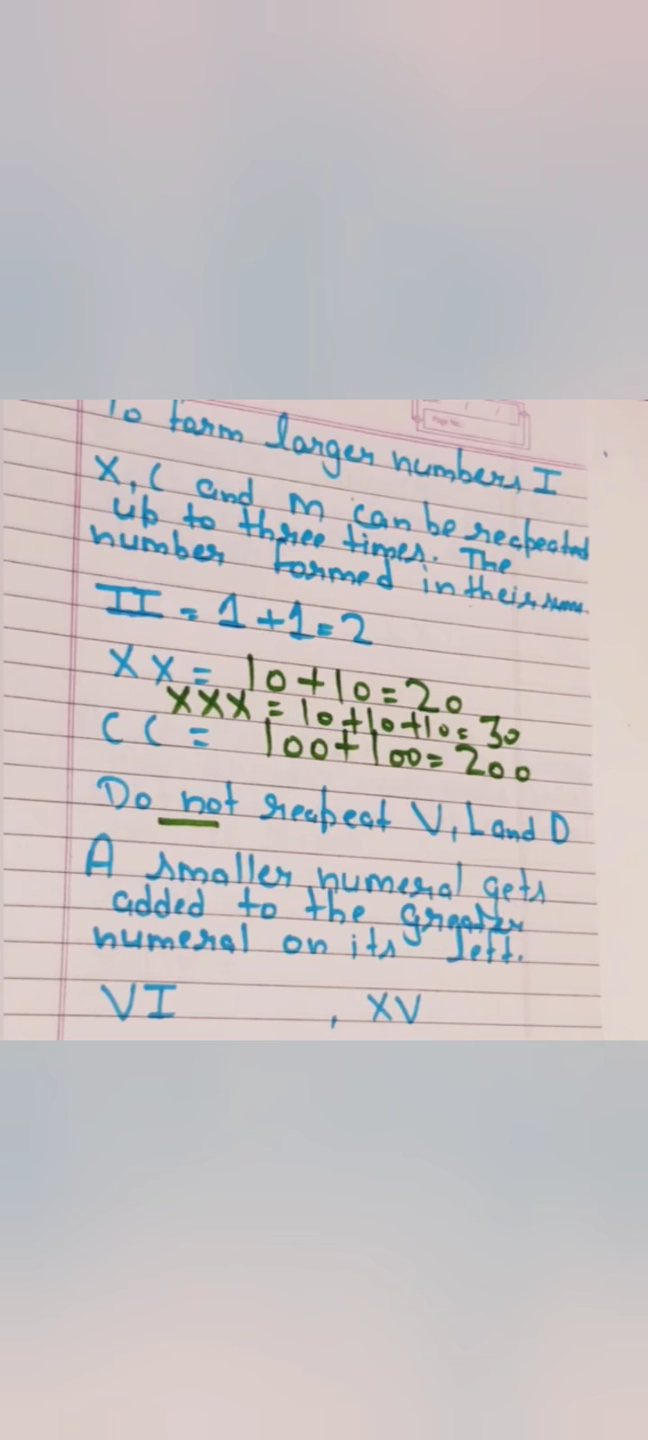 To form larger numbers, I
X, C and M can be repeated
up to three times. The
number formed in their sum.
II = 1+1=2
XX = 10+10=20
XXX = 10+10+10= 30
CC = 100+100=200
Do not repeat V, L and D
A smaller numeral gets
added to the greater
numeral on its left.
VI , XV